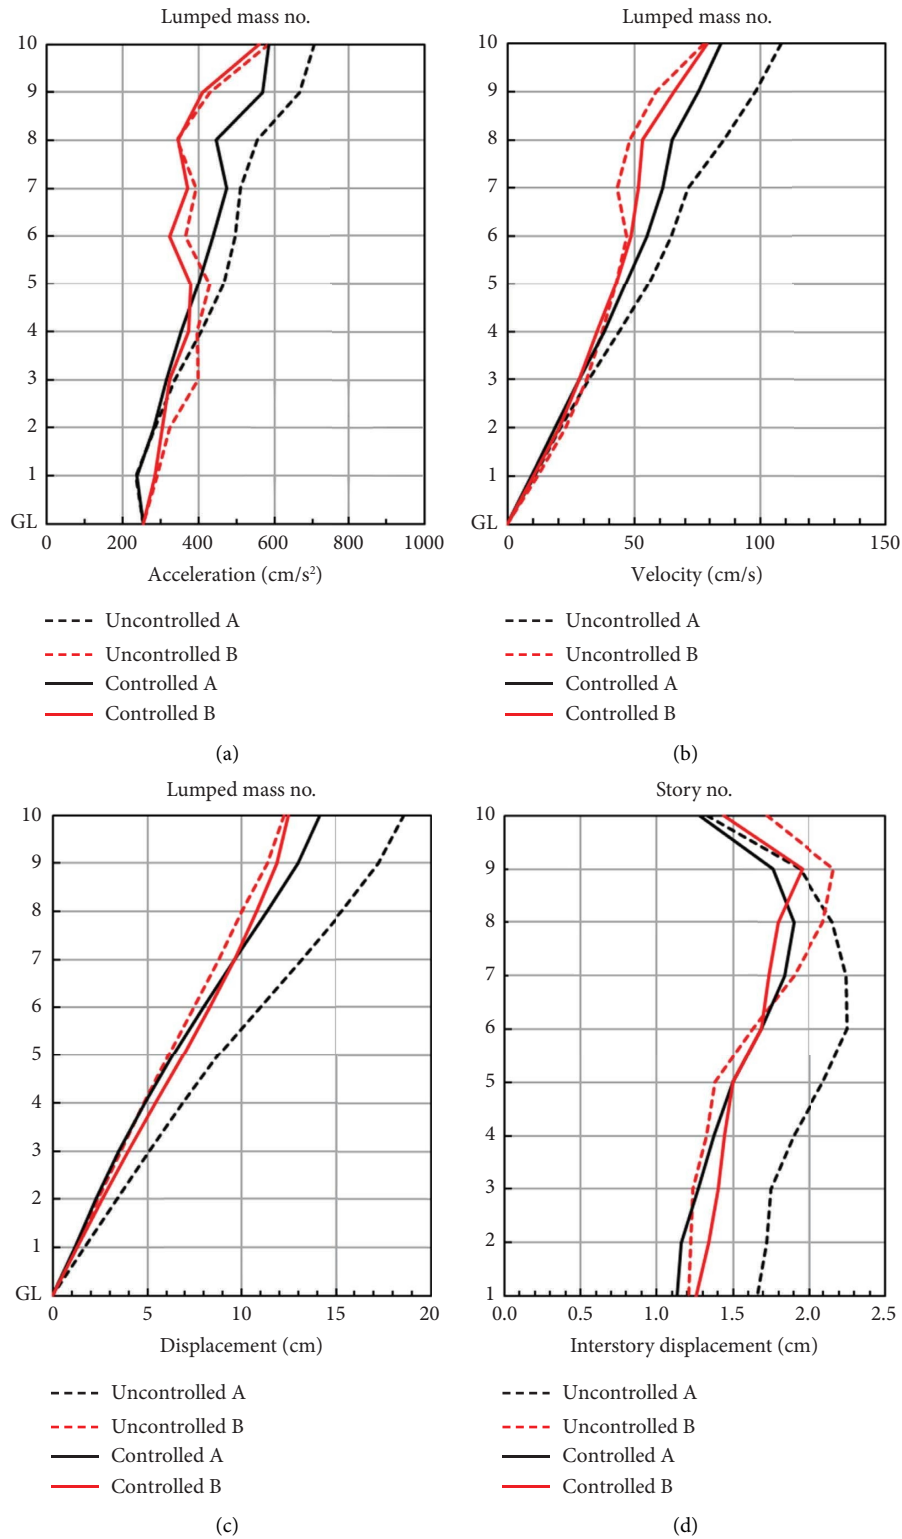 Lumped mass no.
10
9
8
7
6
5
4
3
2
1
GL
0 200 400 600 800 1000
Acceleration (cm/s²)
Uncontrolled A
Uncontrolled B
Controlled A
Controlled B
(a)
Lumped mass no.
10
9
8
7
6
5
4
3
2
1
GL
0 50 100 150
Velocity (cm/s)
Uncontrolled A
Uncontrolled B
Controlled A
Controlled B
(b)
Lumped mass no.
10
9
8
7
6
5
4
3
2
1
GL
0 5 10 15 20
Displacement (cm)
Uncontrolled A
Uncontrolled B
Controlled A
Controlled B
(c)
Story no.
10
9
8
7
6
5
4
3
2
1
0.0 0.5 1.0 1.5 2.0 2.5
Interstory displacement (cm)
Uncontrolled A
Uncontrolled B
Controlled A
Controlled B
(d)